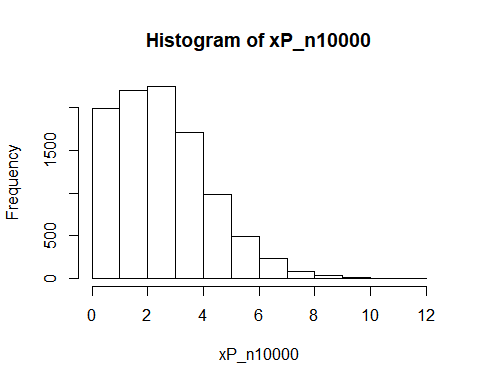 Histogram of xP_n10000
Frequency
1500
500
0
0 2 4 6 8 10 12
xP_n10000